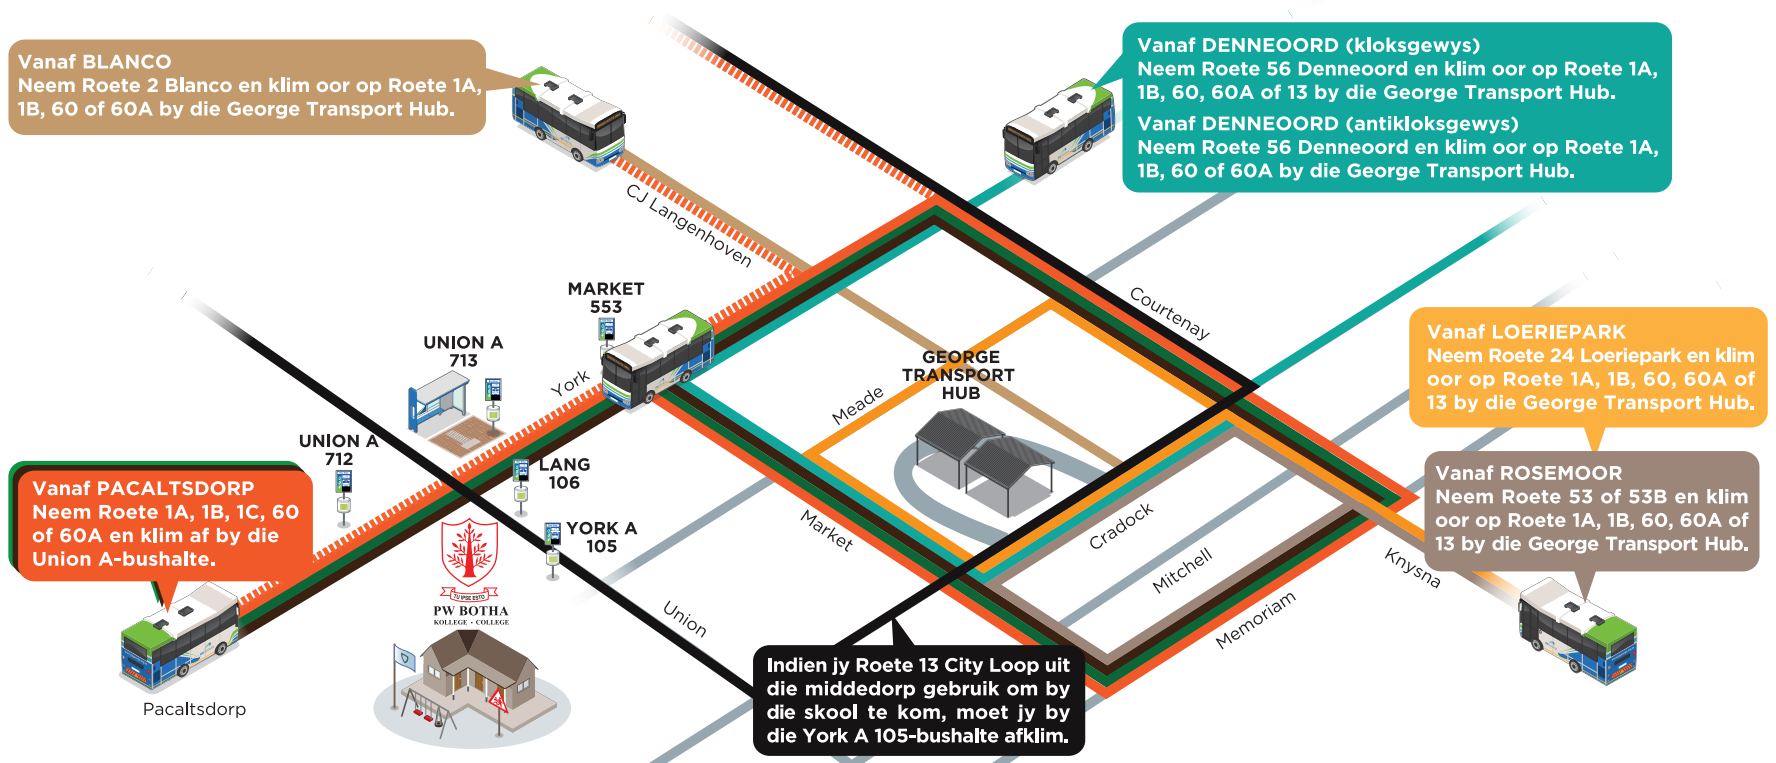 Vanaf BLANCO
Neem Roete 2 Blanco en klim oor op Roete 1A,
1B, 60 of 60A by die George Transport Hub.
Vanaf DENNEOORD (kloksgewys)
Neem Roete 56 Denneoord en klim oor op Roete 1A,
1B, 60, 60A of 13 by die George Transport Hub.
Vanaf DENNEOORD (antikloksgewys)
Neem Roete 56 Denneoord en klim oor op Roete 1A,
1B, 60 of 60A by die George Transport Hub.
CJ Langenhoven
Courtenay
MARKET
553
UNION A
713
York
Meade
GEORGE
TRANSPORT
HUB
Vanaf LOERIEPARK
Neem Roete 24 Loeriepark en klim
oor op Roete 1A, 1B, 60, 60A of
13 by die George Transport Hub.
UNION A
712
LANG
106
YORK A
105
Vanaf PACALTSDORP
Neem Roete 1A, 1B, 1C, 60
of 60A en klim af by die
Union A-bushalte.
Vanaf ROSEMOOR
Neem Roete 53 of 53B en klim
oor op Roete 1A, 1B, 60, 60A of
13 by die George Transport Hub.
Market
Cradock
Mitchell
Knysna
Memoriam
Union
TU IPSE ESTO
PW BOTHA
KOLLEGE • COLLEGE
Indien jy Roete 13 City Loop uit
die middedorp gebruik om by
die skool te kom, moet jy by
die York A 105-bushalte afklim.
Pacaltsdorp